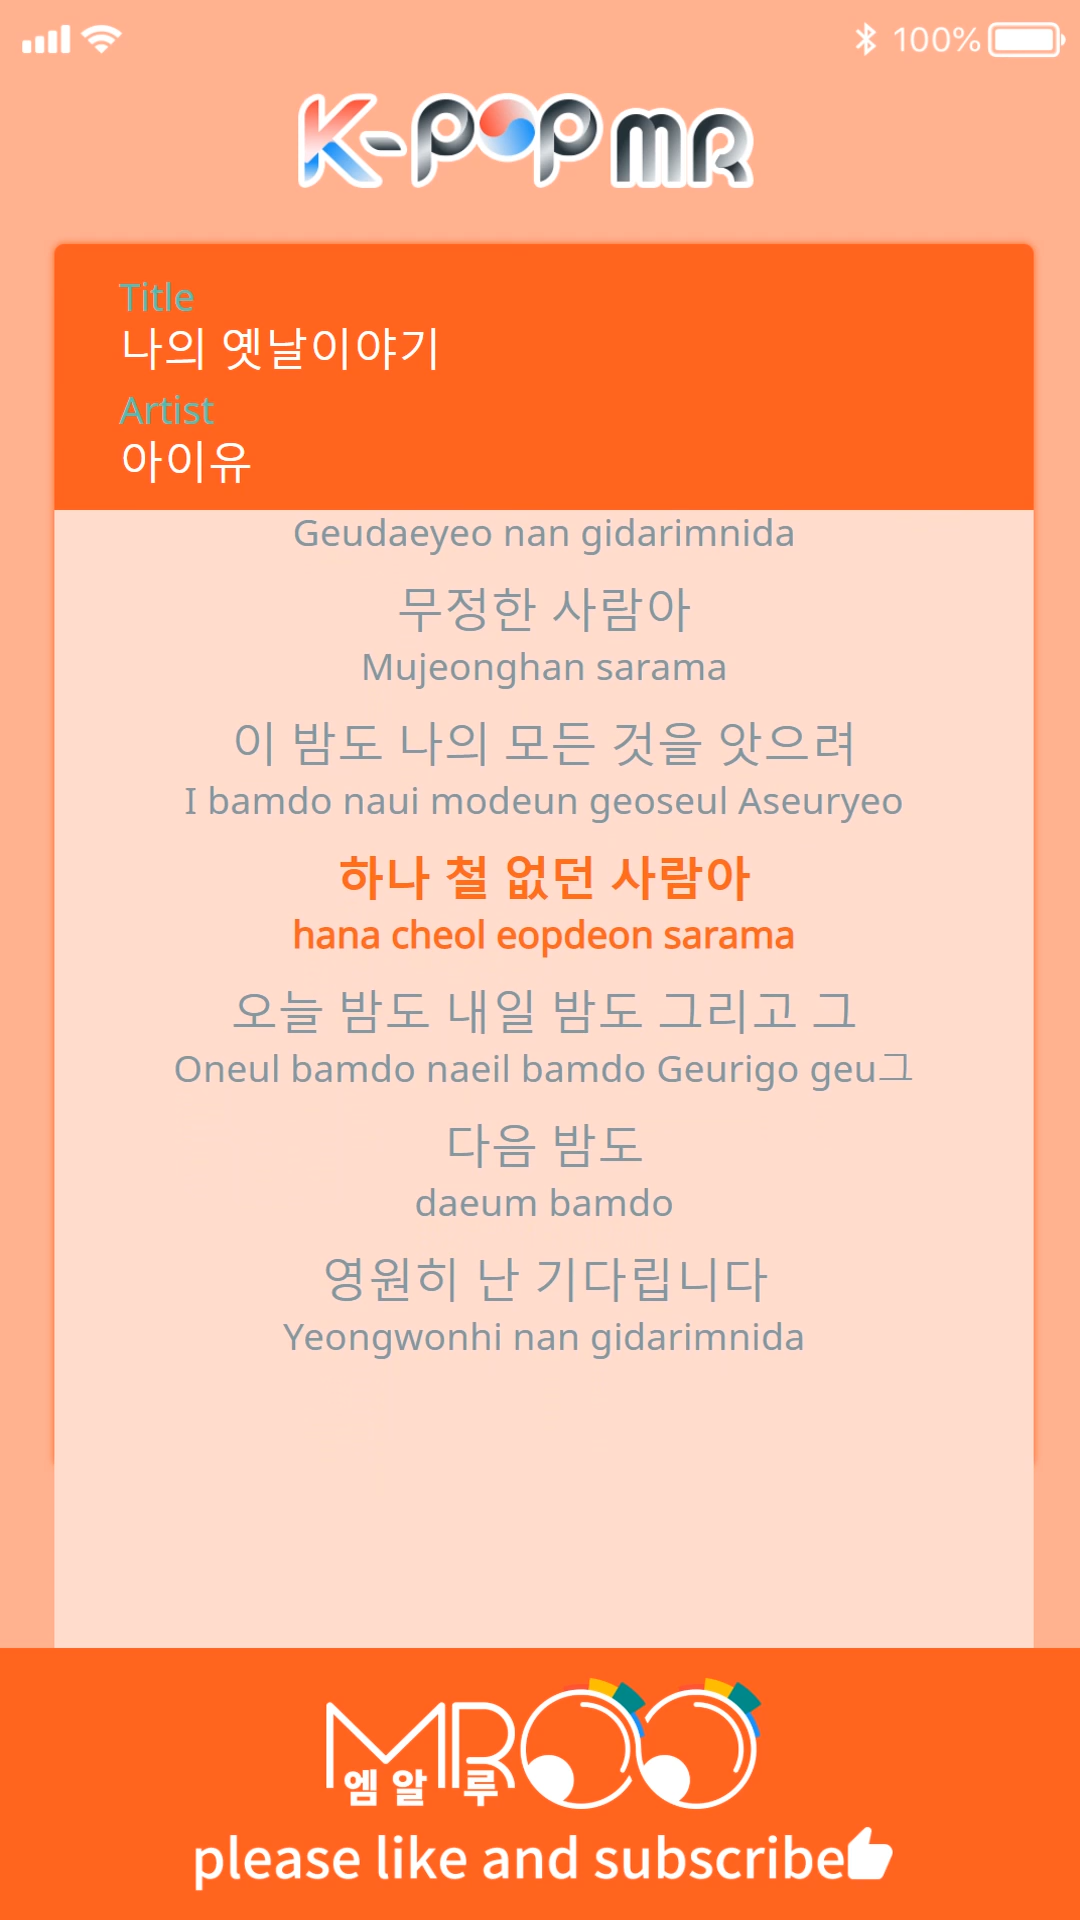 100%
K-POP MR
Title
나의 옛날이야기
Artist
아이유
Geudaeyeo nan gidarimnida
무정한 사람아
Mujeonghan sarama
이 밤도 나의 모든 것을 앗으려
I bamdo naui modeun geoseul Aseuryeo
하나 철 없던 사람아
hana cheol eopdeon sarama
오늘 밤도 내일 밤도 그리고 그
Oneul bamdo naeil bamdo Geurigo geu그
다음 밤도
daeum bamdo
영원히 난 기다립니다
Yeongwonhi nan gidarimnida
MROO
엠알루
please like and subscribe